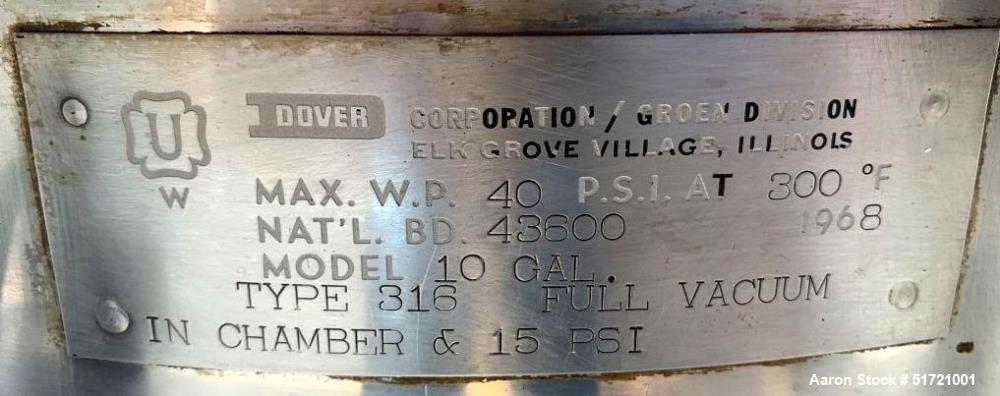 U
W
DOVER CORPORATION / GROEN DIVISION
ELK GROVE VILLAGE, ILLINOIS
MAX. W.P. 40 P.S.I. AT 300 °F
NAT'L. BD. 43600 1968
MODEL 10 GAL.
TYPE 316 FULL VACUUM
IN CHAMBER & 15 PSI
Aaron Stock # 51721001